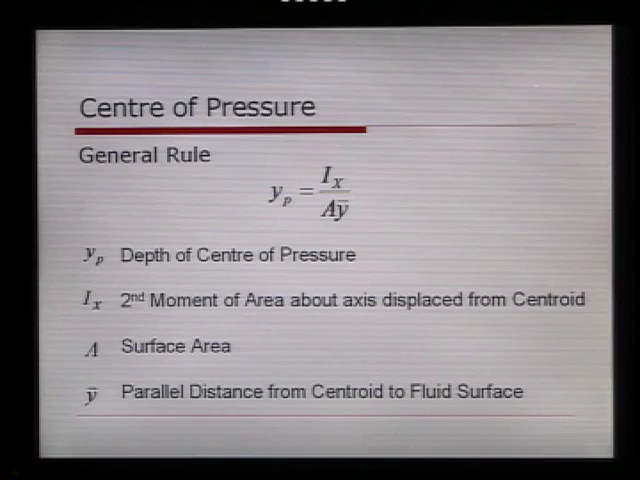 Centre of Pressure
General Rule
y_p = I_X / Aȳ
y_p Depth of Centre of Pressure
I_x 2nd Moment of Area about axis displaced from Centroid
A Surface Area
ȳ Parallel Distance from Centroid to Fluid Surface